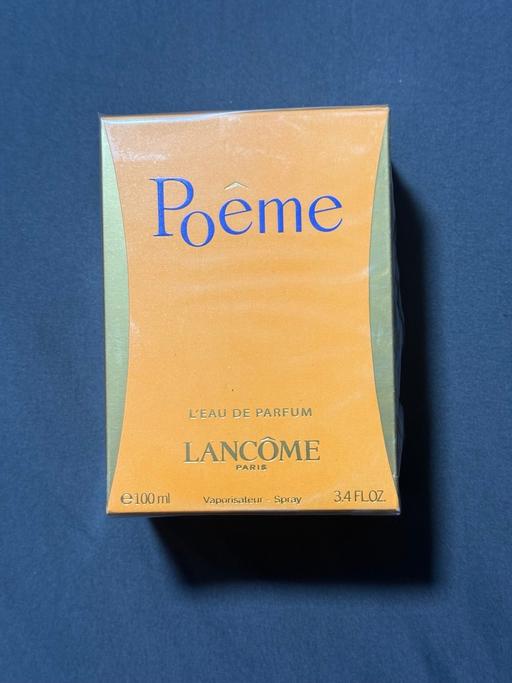 Poême
L'EAU DE PARFUM
LANCÔME
PARIS
℮100 ml Vaporisateur - Spray 3.4 FL.OZ.